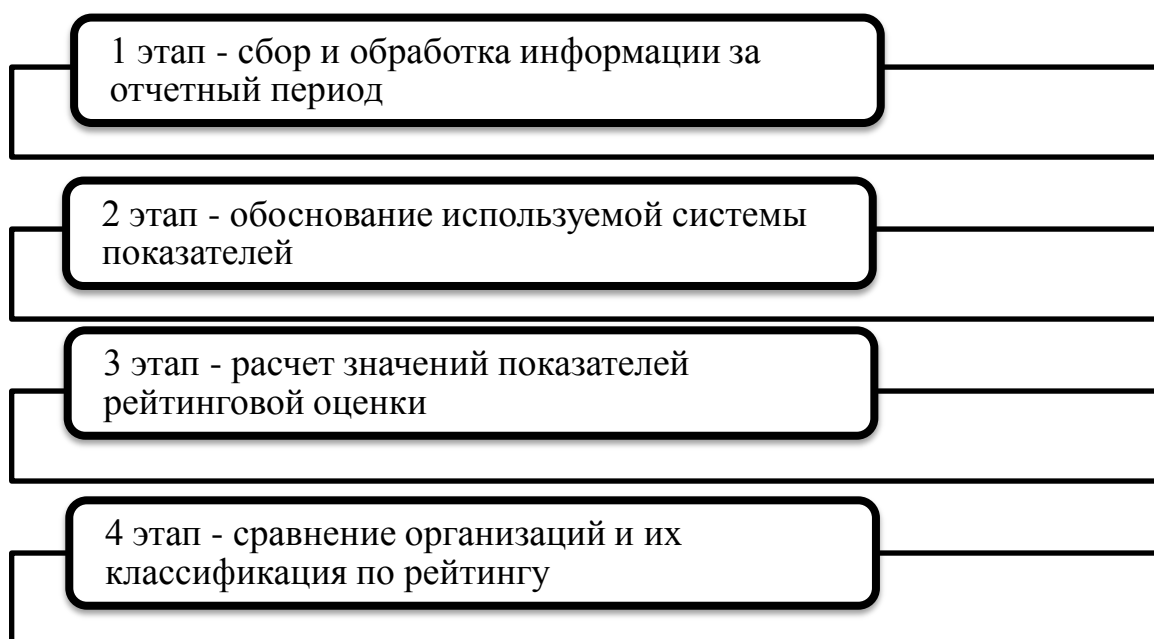 1 этап - сбор и обработка информации за
отчетный период
2 этап - обоснование используемой системы
показателей
3 этап - расчет значений показателей
рейтинговой оценки
4 этап - сравнение организаций и их
классификация по рейтингу